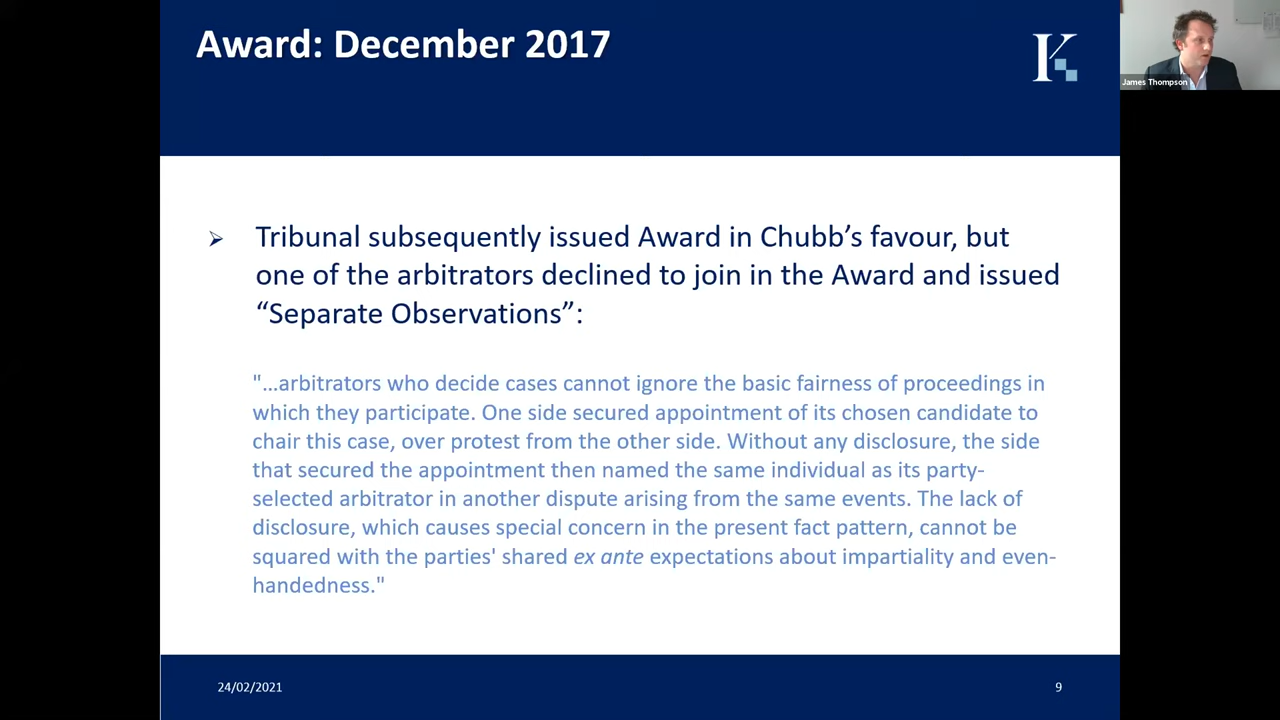 Award: December 2017
K
James Thompson
➢ Tribunal subsequently issued Award in Chubb’s favour, but
one of the arbitrators declined to join in the Award and issued
“Separate Observations”:
"…arbitrators who decide cases cannot ignore the basic fairness of proceedings in
which they participate. One side secured appointment of its chosen candidate to
chair this case, over protest from the other side. Without any disclosure, the side
that secured the appointment then named the same individual as its party-
selected arbitrator in another dispute arising from the same events. The lack of
disclosure, which causes special concern in the present fact pattern, cannot be
squared with the parties' shared ex ante expectations about impartiality and even-
handedness."
24/02/2021
9